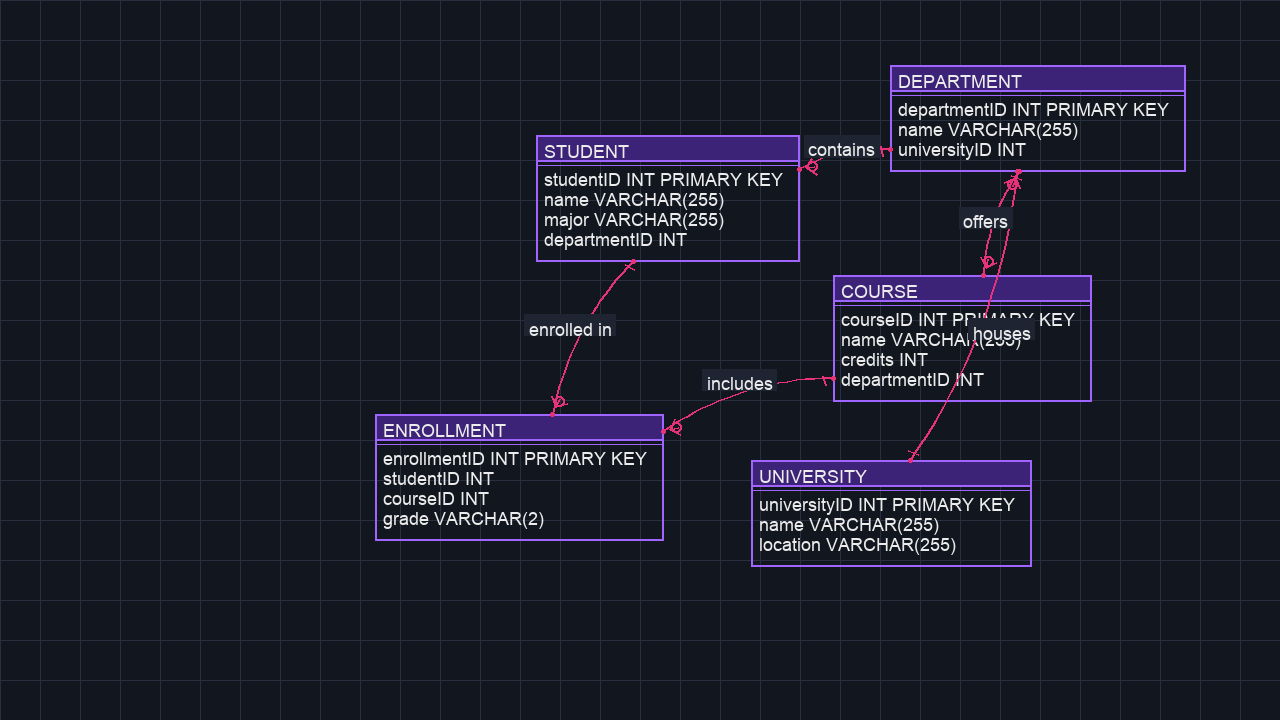 DEPARTMENT
departmentID INT PRIMARY KEY
name VARCHAR(255)
universityID INT
contains
STUDENT
studentID INT PRIMARY KEY
name VARCHAR(255)
major VARCHAR(255)
departmentID INT
offers
COURSE
courseID INT PRIMARY KEY
name VARCHAR(255)
credits INT
departmentID INT
houses
enrolled in
includes
ENROLLMENT
enrollmentID INT PRIMARY KEY
studentID INT
courseID INT
grade VARCHAR(2)
UNIVERSITY
universityID INT PRIMARY KEY
name VARCHAR(255)
location VARCHAR(255)